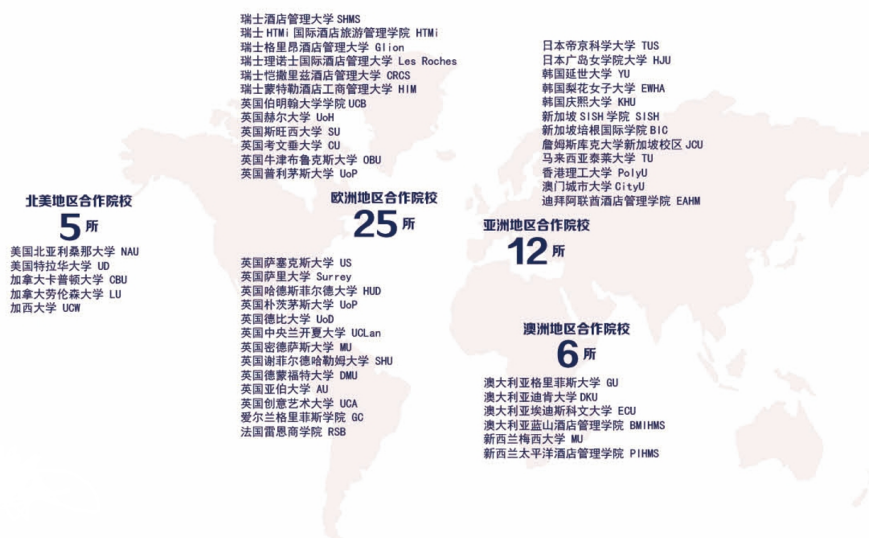 北美地区合作院校
5所
美国北亚利桑那大学 NAU
美国特拉华大学 UD
加拿大卡普顿大学 CBU
加拿大劳伦森大学 LU
加西大学 UCW
瑞士酒店管理大学 SHMS
瑞士 HTMi 国际酒店旅游管理学院 HTMi
瑞士格里昂酒店管理大学 Glion
瑞士理诺士国际酒店管理大学 Les Roches
瑞士恺撒里兹酒店管理大学 CRCS
瑞士蒙特勒酒店工商管理大学 HIM
英国伯明翰大学学院 UCB
英国赫尔大学 UoH
英国斯旺西大学 SU
英国考文垂大学 CU
英国牛津布鲁克斯大学 OBU
英国普利茅斯大学 UoP
欧洲地区合作院校
25所
英国萨塞克斯大学 US
英国萨里大学 Surrey
英国哈德斯菲尔德大学 HUD
英国朴茨茅斯大学 UoP
英国德比大学 UoD
英国中央兰开夏大学 UCLan
英国密德萨斯大学 MU
英国谢菲尔德哈勒姆大学 SHU
英国德蒙福特大学 DMU
英国亚伯大学 AU
英国创意艺术大学 UCA
爱尔兰格里菲斯学院 GC
法国雷恩商学院 RSB
日本帝京科学大学 TUS
日本广岛女学院大学 HJU
韩国延世大学 YU
韩国梨花女子大学 EWHA
韩国庆熙大学 KHU
新加坡 SISH 学院 SISH
新加坡培根国际学院 BIC
詹姆斯库克大学新加坡校区 JCU
马来西亚泰莱大学 TU
香港理工大学 PolyU
澳门城市大学 CityU
迪拜阿联酋酒店管理学院 EAHM
亚洲地区合作院校
12所
澳洲地区合作院校
6所
澳大利亚格里菲斯大学 GU
澳大利亚迪肯大学 DKU
澳大利亚埃迪斯科文大学 ECU
澳大利亚蓝山酒店管理学院 BMIHMS
新西兰梅西大学 MU
新西兰太平洋酒店管理学院 PIHMS